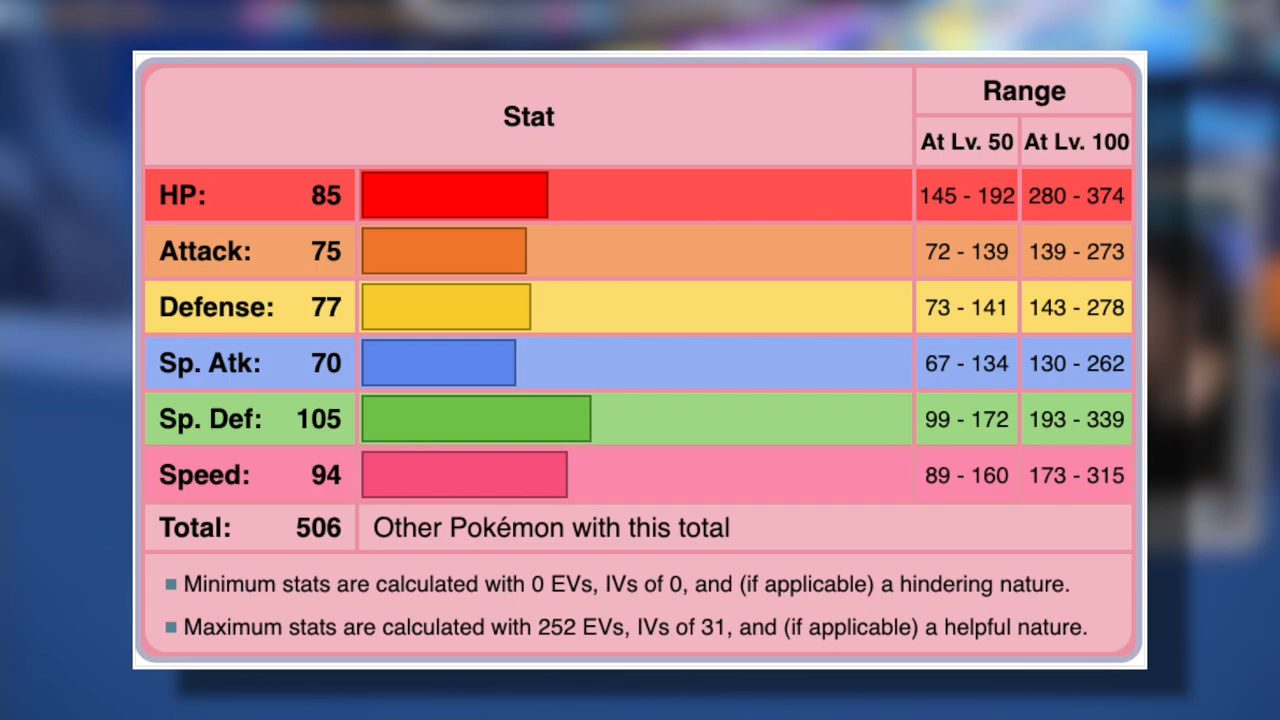 Stat Range
At Lv. 50 At Lv. 100
HP: 85 145 - 192 280 - 374
Attack: 75 72 - 139 139 - 273
Defense: 77 73 - 141 143 - 278
Sp. Atk: 70 67 - 134 130 - 262
Sp. Def: 105 99 - 172 193 - 339
Speed: 94 89 - 160 173 - 315
Total: 506 Other Pokémon with this total
Minimum stats are calculated with 0 EVs, IVs of 0, and (if applicable) a hindering nature.
Maximum stats are calculated with 252 EVs, IVs of 31, and (if applicable) a helpful nature.